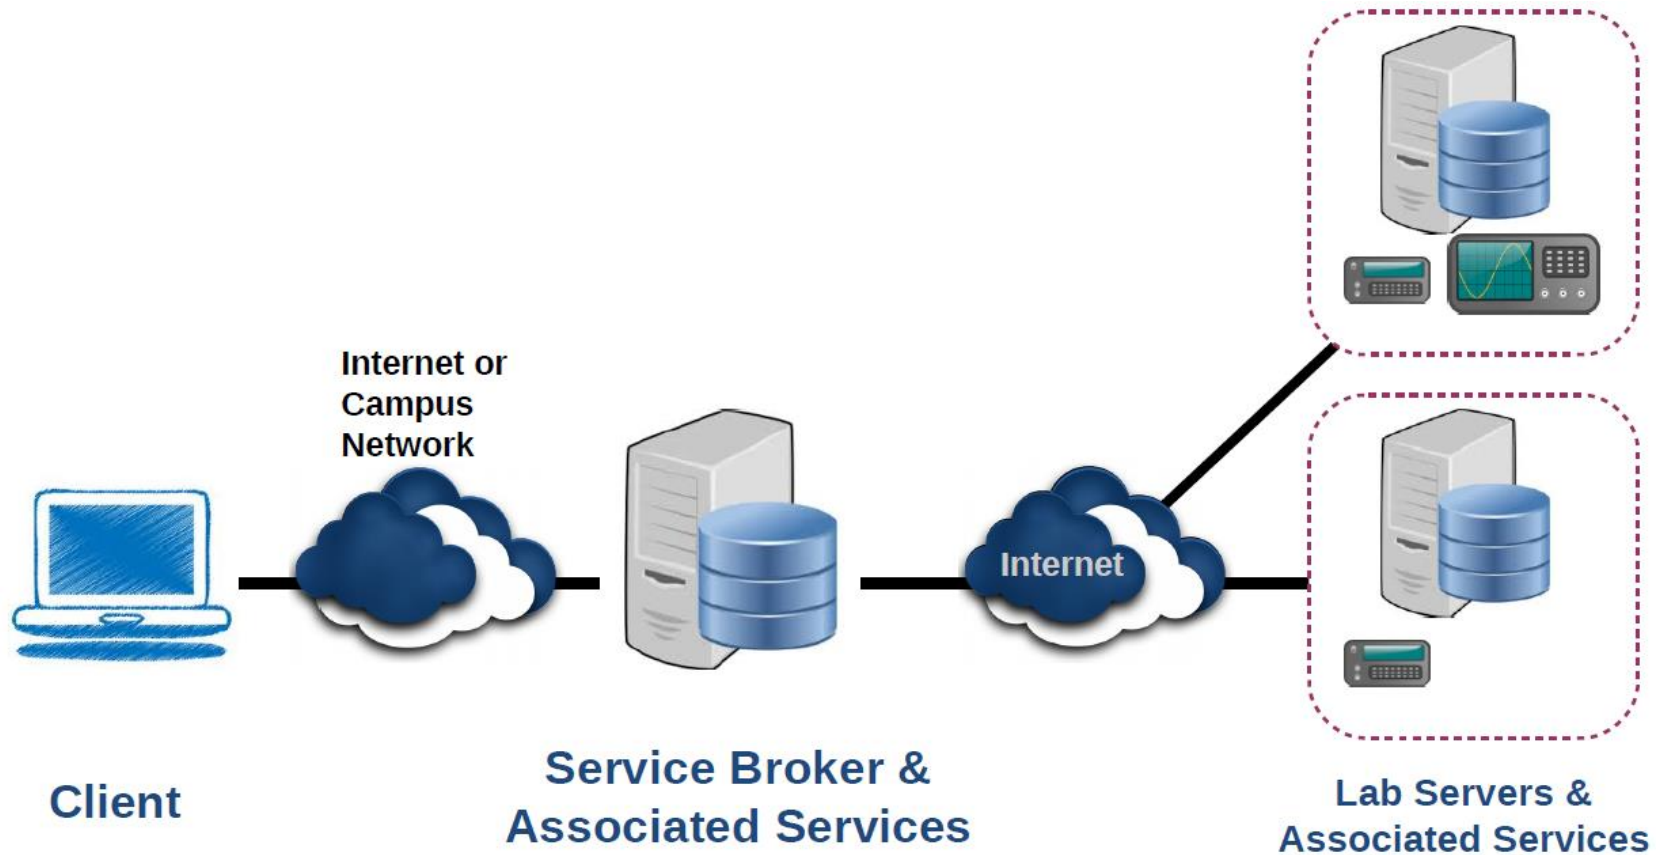 Internet or
Campus
Network
Internet
Client
Service Broker &
Associated Services
Lab Servers &
Associated Services